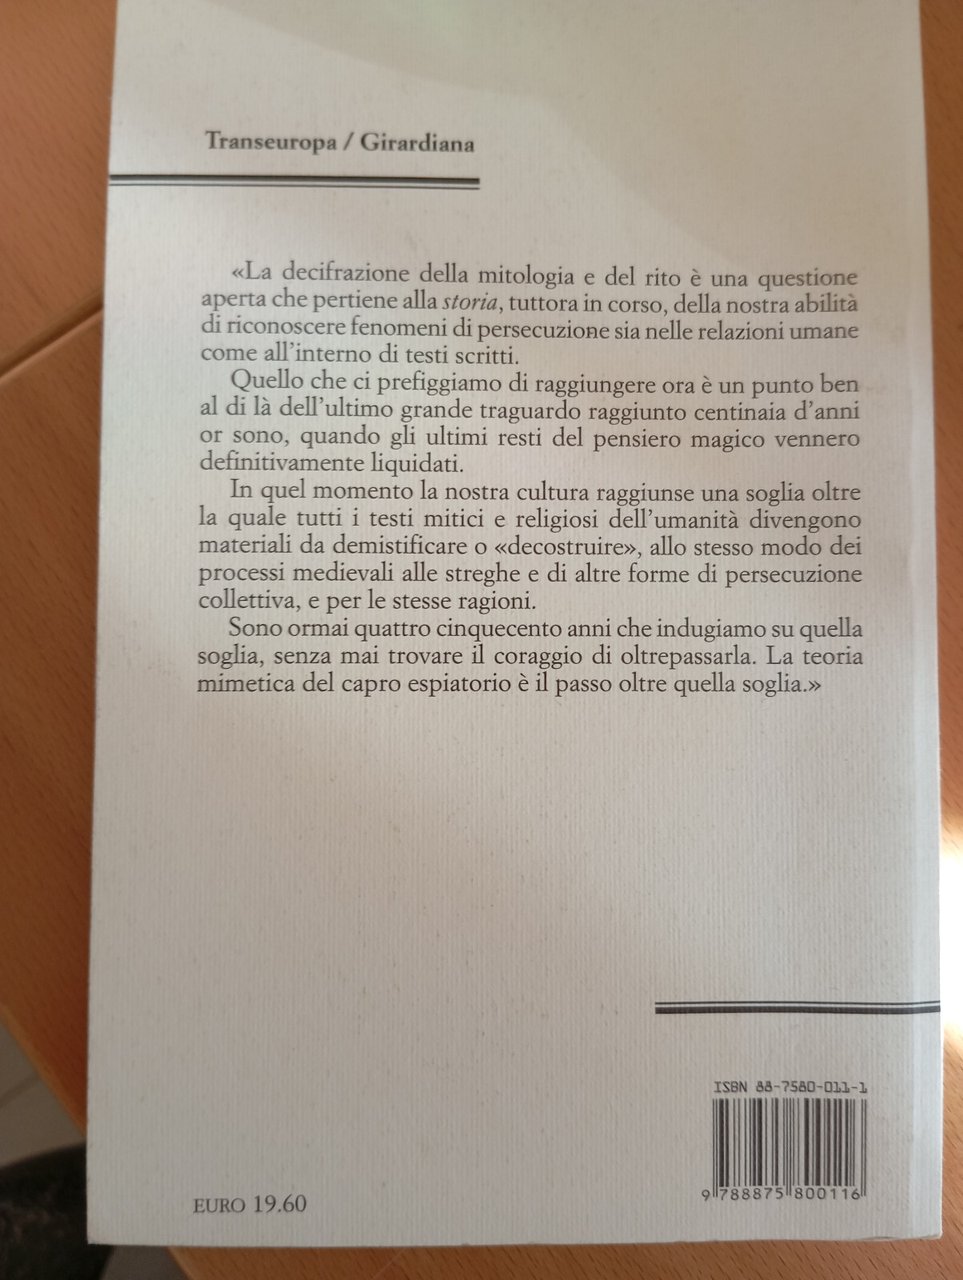 Transeuropa / Girardiana
«La decifrazione della mitologia e del rito è una questione
aperta che pertiene alla storia, tuttora in corso, della nostra abilità
di riconoscere fenomeni di persecuzione sia nelle relazioni umane
come all'interno di testi scritti.
Quello che ci prefiggiamo di raggiungere ora è un punto ben
al di là dell'ultimo grande traguardo raggiunto centinaia d'anni
or sono, quando gli ultimi resti del pensiero magico vennero
definitivamente liquidati.
In quel momento la nostra cultura raggiunse una soglia oltre
la quale tutti i testi mitici e religiosi dell'umanità divengono
materiali da demistificare o «decostruire», allo stesso modo dei
processi medievali alle streghe e di altre forme di persecuzione
collettiva, e per le stesse ragioni.
Sono ormai quattro cinquecento anni che indugiamo su quella
soglia, senza mai trovare il coraggio di oltrepassarla. La teoria
mimetica del capro espiatorio è il passo oltre quella soglia.»
ISBN 88-7580-011-1
9 788875 800116
EURO 19.60